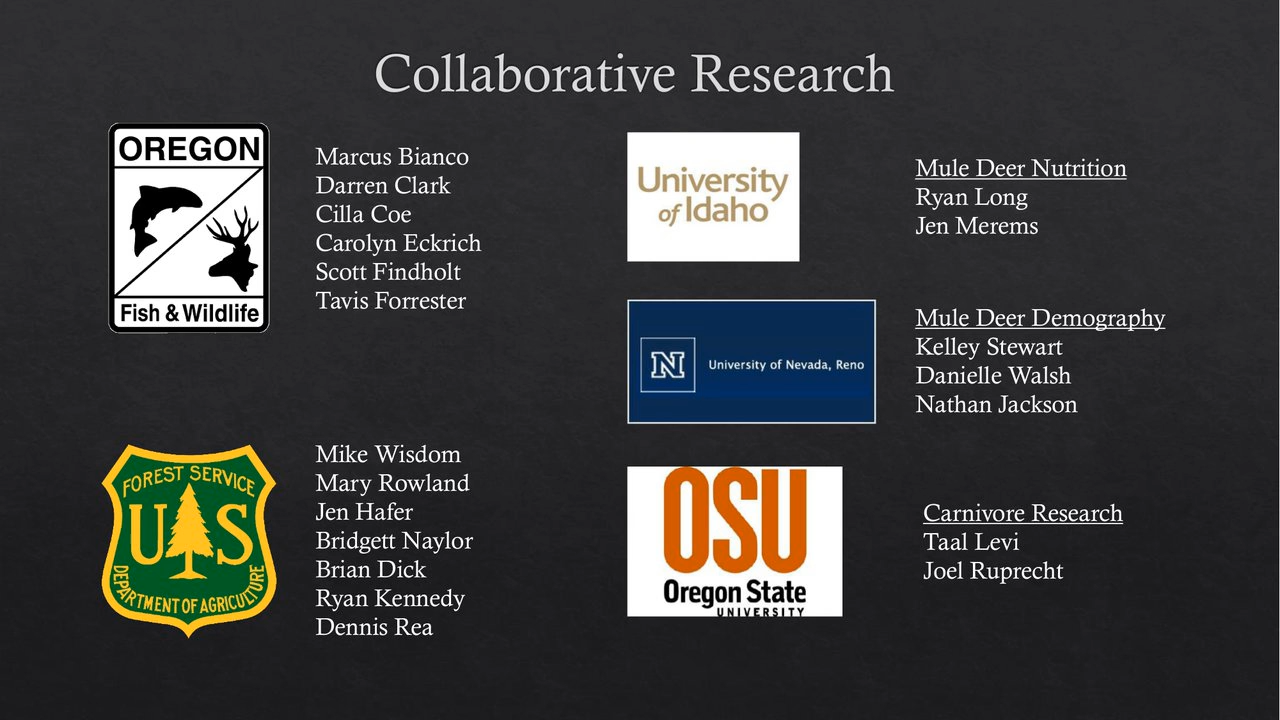 Collaborative Research
OREGON
Fish & Wildlife
Marcus Bianco
Darren Clark
Cilla Coe
Carolyn Eckrich
Scott Findholt
Tavis Forrester
FOREST SERVICE
U S
DEPARTMENT OF AGRICULTURE
Mike Wisdom
Mary Rowland
Jen Hafer
Bridgett Naylor
Brian Dick
Ryan Kennedy
Dennis Rea
University
of Idaho
Mule Deer Nutrition
Ryan Long
Jen Merems
N
University of Nevada, Reno
Mule Deer Demography
Kelley Stewart
Danielle Walsh
Nathan Jackson
OSU
Oregon State
UNIVERSITY
Carnivore Research
Taal Levi
Joel Ruprecht